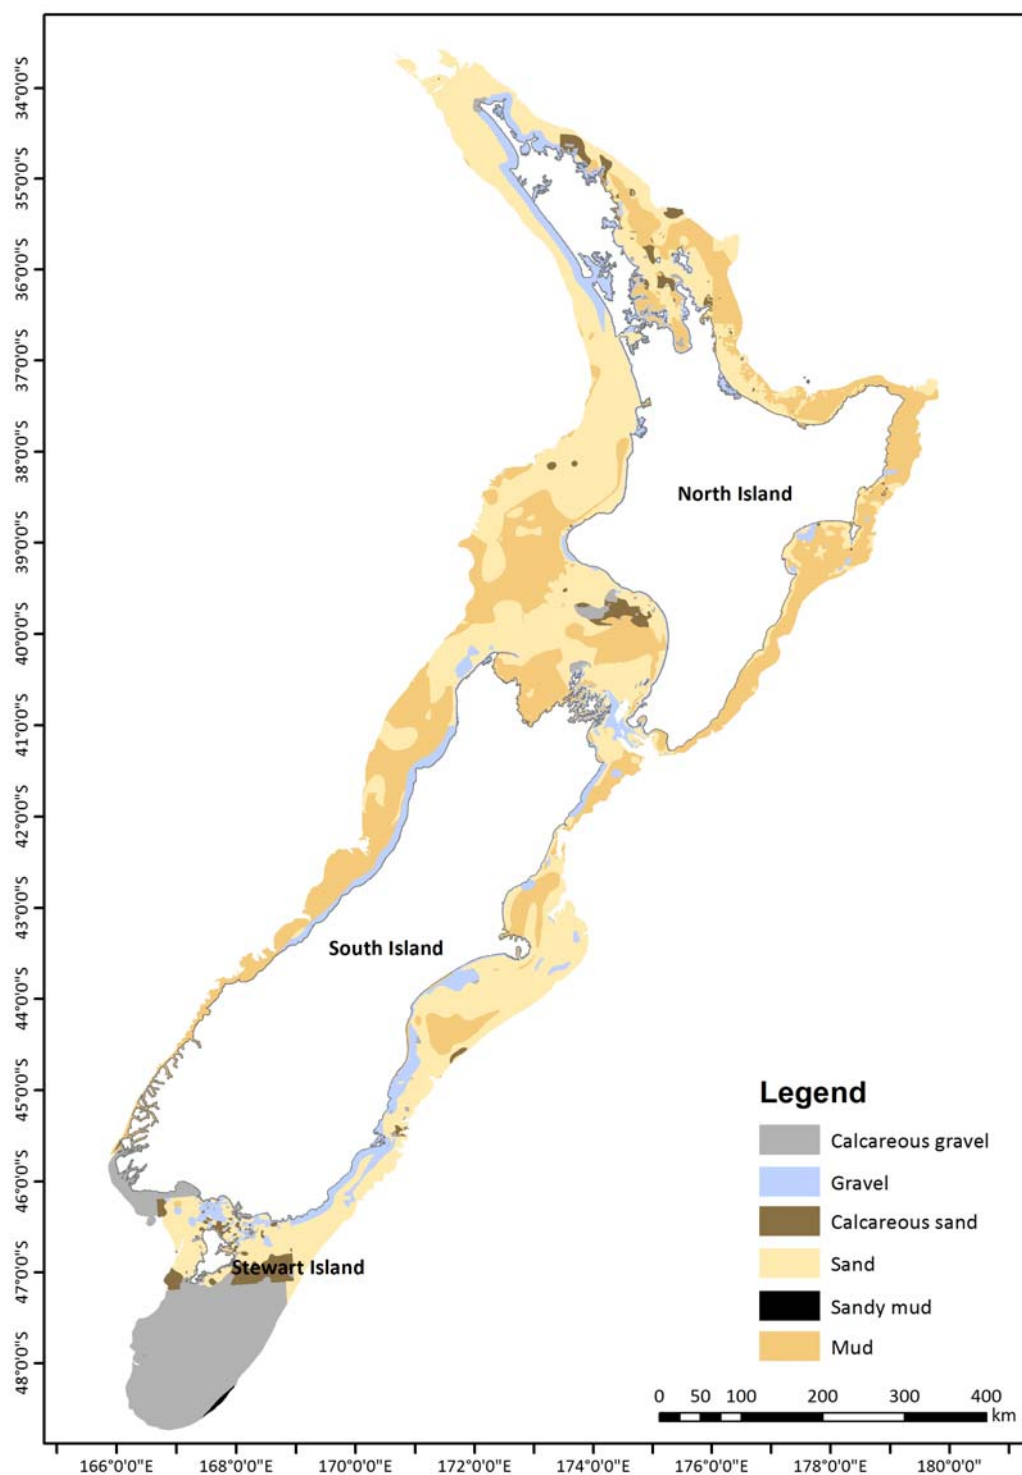 34°0'0"S
35°0'0"S
36°0'0"S
37°0'0"S
38°0'0"S
39°0'0"S
40°0'0"S
41°0'0"S
42°0'0"S
43°0'0"S
44°0'0"S
45°0'0"S
46°0'0"S
47°0'0"S
48°0'0"S
North Island
South Island
Stewart Island
Legend
Calcareous gravel
Gravel
Calcareous sand
Sand
Sandy mud
Mud
0 50 100 200 300 400
km
166°0'0"E 168°0'0"E 170°0'0"E 172°0'0"E 174°0'0"E 176°0'0"E 178°0'0"E 180°0'0"